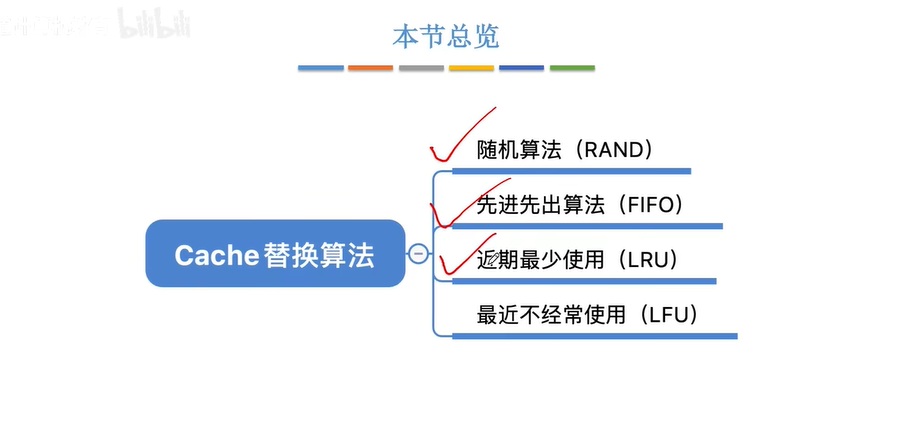 bilibili
本节总览
随机算法（RAND）
先进先出算法（FIFO）
Cache替换算法
近期最少使用（LRU）
最近不经常使用（LFU）